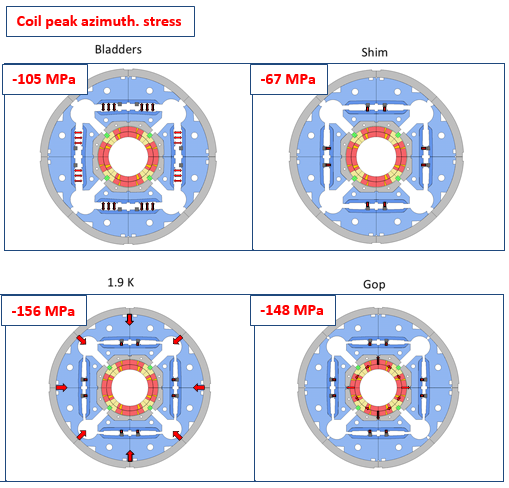 Coil peak azimuth. stress
Bladders
Shim
-105 MPa
-67 MPa
1.9 K
Gop
-156 MPa
-148 MPa